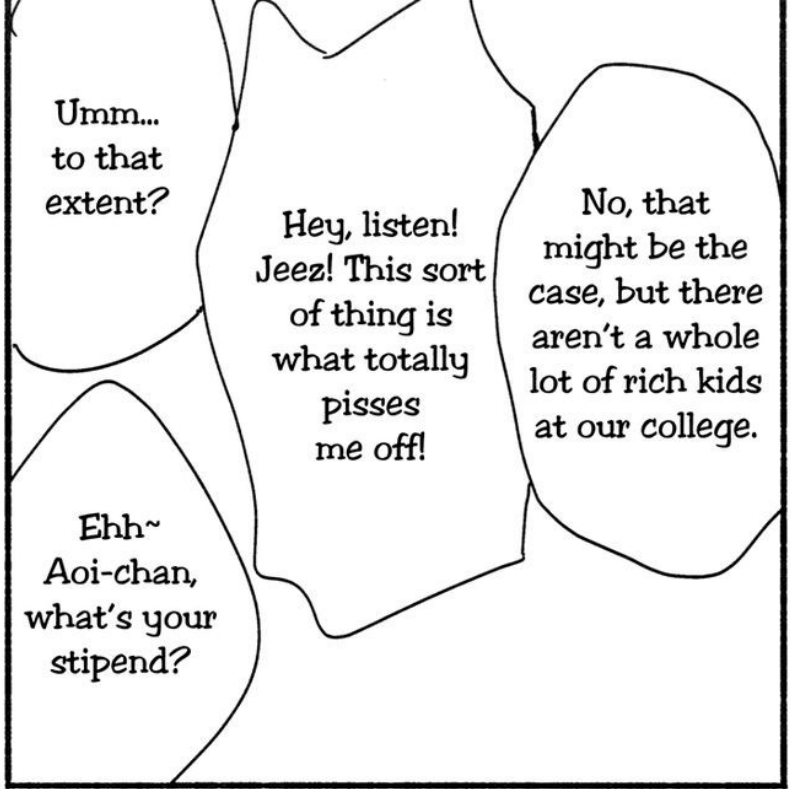 No, that
might be the
case, but there
aren't a whole
lot of rich kids
at our college.
Hey, listen!
Jeez! This sort
of thing is
what totally
pisses
me off!
Umm...
to that
extent?
Ehh~
Aoi-chan,
what's your
stipend?